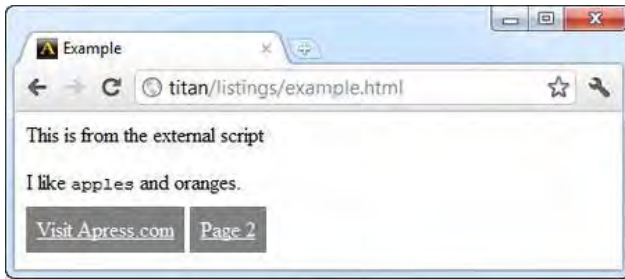 Example
titan/listings/example.html
This is from the external script
I like apples and oranges.
Visit Apress.com Page 2